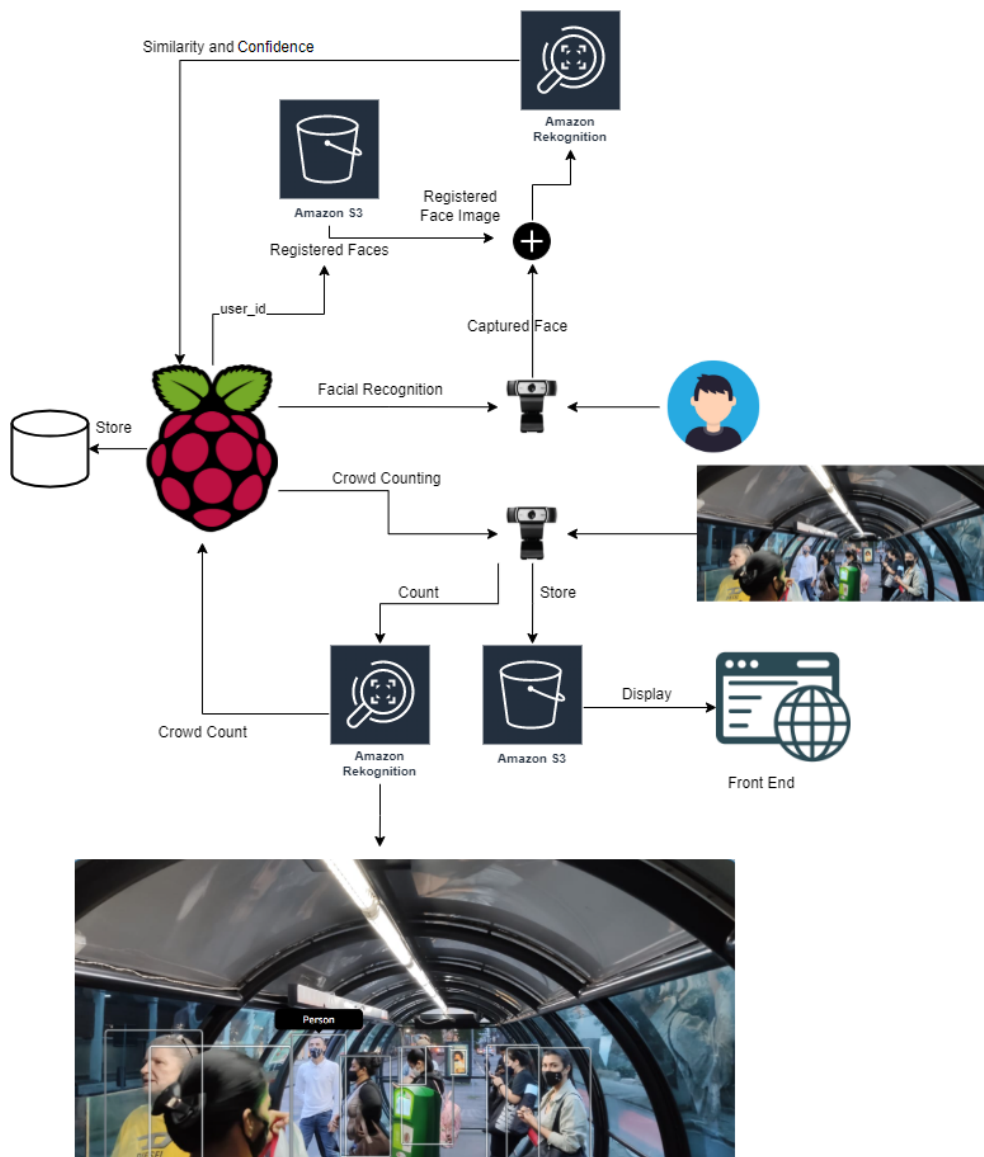 Similarity and Confidence
Amazon
Rekognition
Amazon S3
Registered
Face Image
Registered Faces
user_id
Captured Face
Facial Recognition
Store
Crowd Counting
Count
Store
Display
Crowd Count
Amazon
Rekognition
Amazon S3
Front End
Person